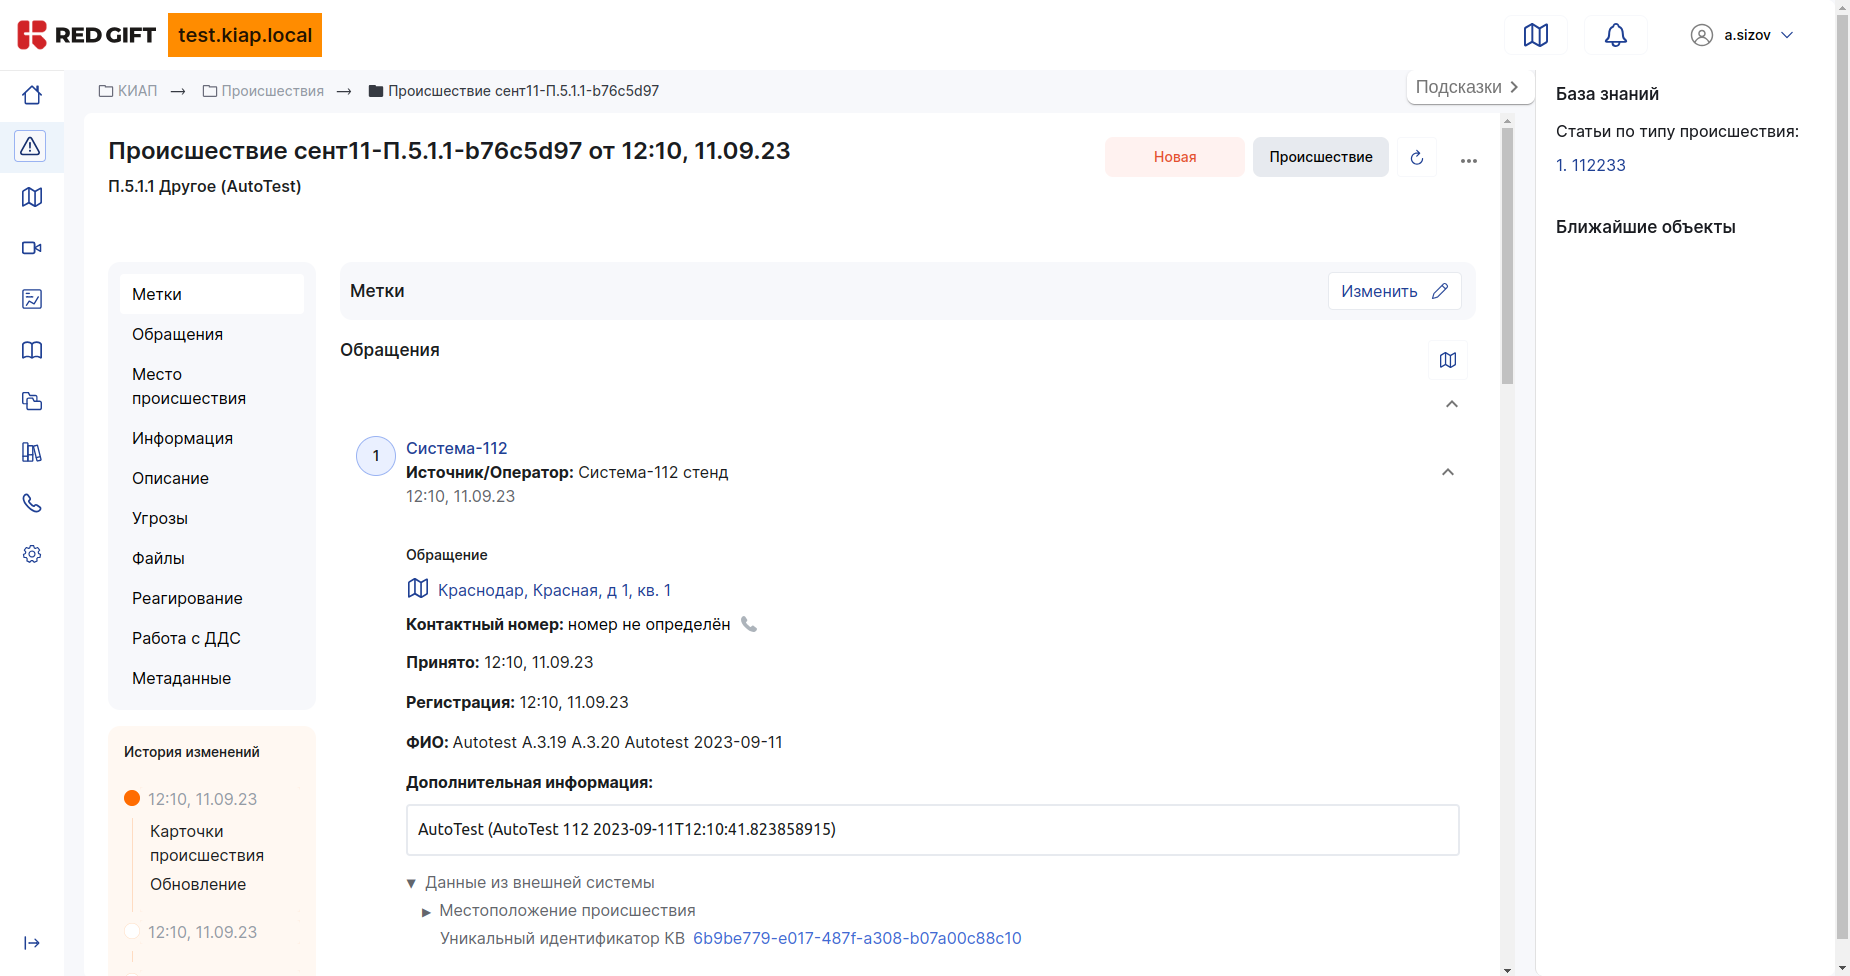 RED GIFT
test.kiap.local
a.sizov
КИАП → Происшествия → Происшествие сент11-П.5.1.1-b76c5d97
Подсказки
Происшествие сент11-П.5.1.1-b76c5d97 от 12:10, 11.09.23
П.5.1.1 Другое (AutoTest)
Новая
Происшествие
Метки
Обращения
Место
происшествия
Информация
Описание
Угрозы
Файлы
Реагирование
Работа с ДДС
Метаданные
История изменений
12:10, 11.09.23
Карточки
происшествия
Обновление
12:10, 11.09.23
Метки
Изменить
Обращения
1
Система-112
Источник/Оператор: Система-112 стенд
12:10, 11.09.23
Обращение
Краснодар, Красная, д 1, кв. 1
Контактный номер: номер не определён
Принято: 12:10, 11.09.23
Регистрация: 12:10, 11.09.23
ФИО: Autotest А.3.19 А.3.20 Autotest 2023-09-11
Дополнительная информация:
AutoTest (AutoTest 112 2023-09-11T12:10:41.823858915)
Данные из внешней системы
Местоположение происшествия
Уникальный идентификатор КВ 6b9be779-e017-487f-a308-b07a00c88c10
База знаний
Статьи по типу происшествия:
1. 112233
Ближайшие объекты